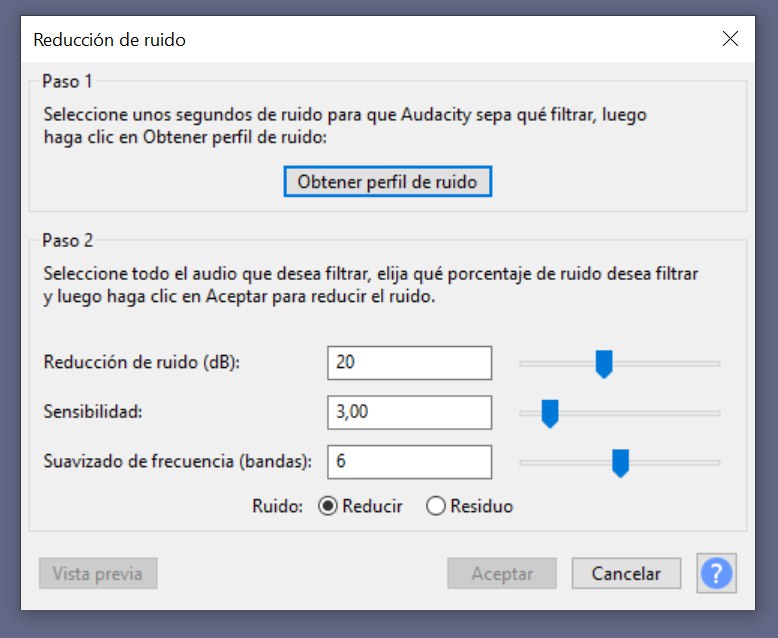 Reducción de ruido
Paso 1
Seleccione unos segundos de ruido para que Audacity sepa qué filtrar, luego
haga clic en Obtener perfil de ruido:
Obtener perfil de ruido
Paso 2
Seleccione todo el audio que desea filtrar, elija qué porcentaje de ruido desea filtrar
y luego haga clic en Aceptar para reducir el ruido.
Reducción de ruido (dB): 20
Sensibilidad: 3,00
Suavizado de frecuencia (bandas): 6
Ruido: Reducir Residuo
Vista previa Aceptar Cancelar ?